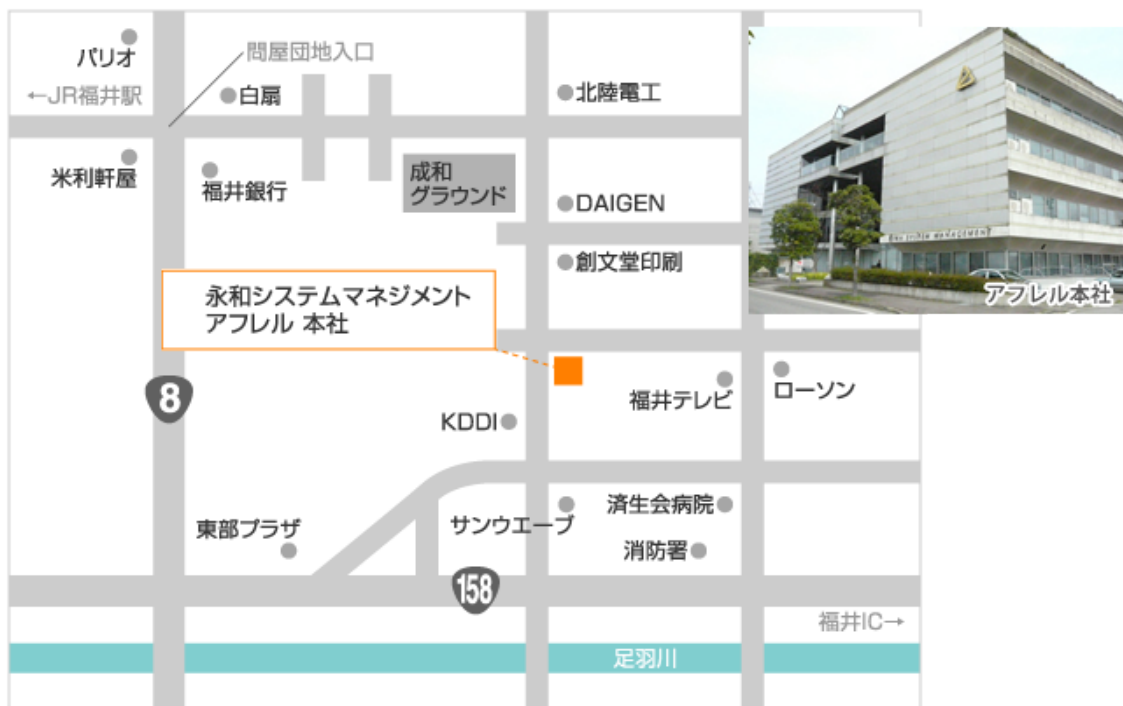 パリオ
問屋団地入口
←JR福井駅
白扇
北陸電工
米利軒屋
福井銀行
成和
グラウンド
DAIGEN
創文堂印刷
永和システムマネジメント
アフレル 本社
EIWA SYSTEM MANAGEMENT
アフレル本社
8
福井テレビ
ローソン
KDDI
サンウエーブ
済生会病院
東部プラザ
消防署
158
福井IC→
足羽川